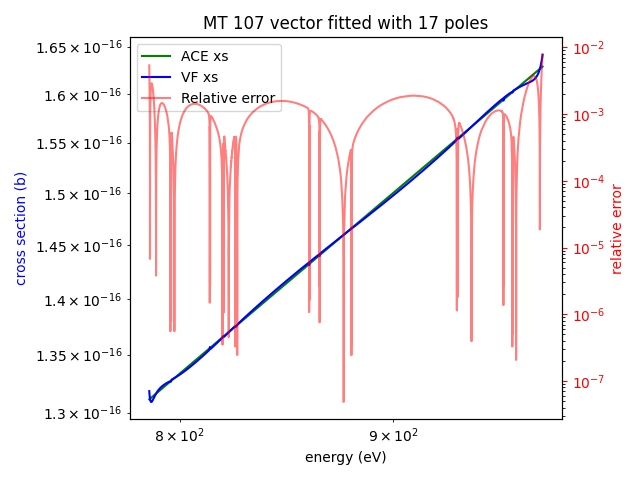 MT 107 vector fitted with 17 poles
ACE xs
VF xs
Relative error
cross section (b)
1.65 × 10⁻¹⁶
1.6 × 10⁻¹⁶
1.55 × 10⁻¹⁶
1.5 × 10⁻¹⁶
1.45 × 10⁻¹⁶
1.4 × 10⁻¹⁶
1.35 × 10⁻¹⁶
1.3 × 10⁻¹⁶
10⁻²
10⁻³
10⁻⁴
10⁻⁵
10⁻⁶
10⁻⁷
relative error
8 × 10² 9 × 10²
energy (eV)